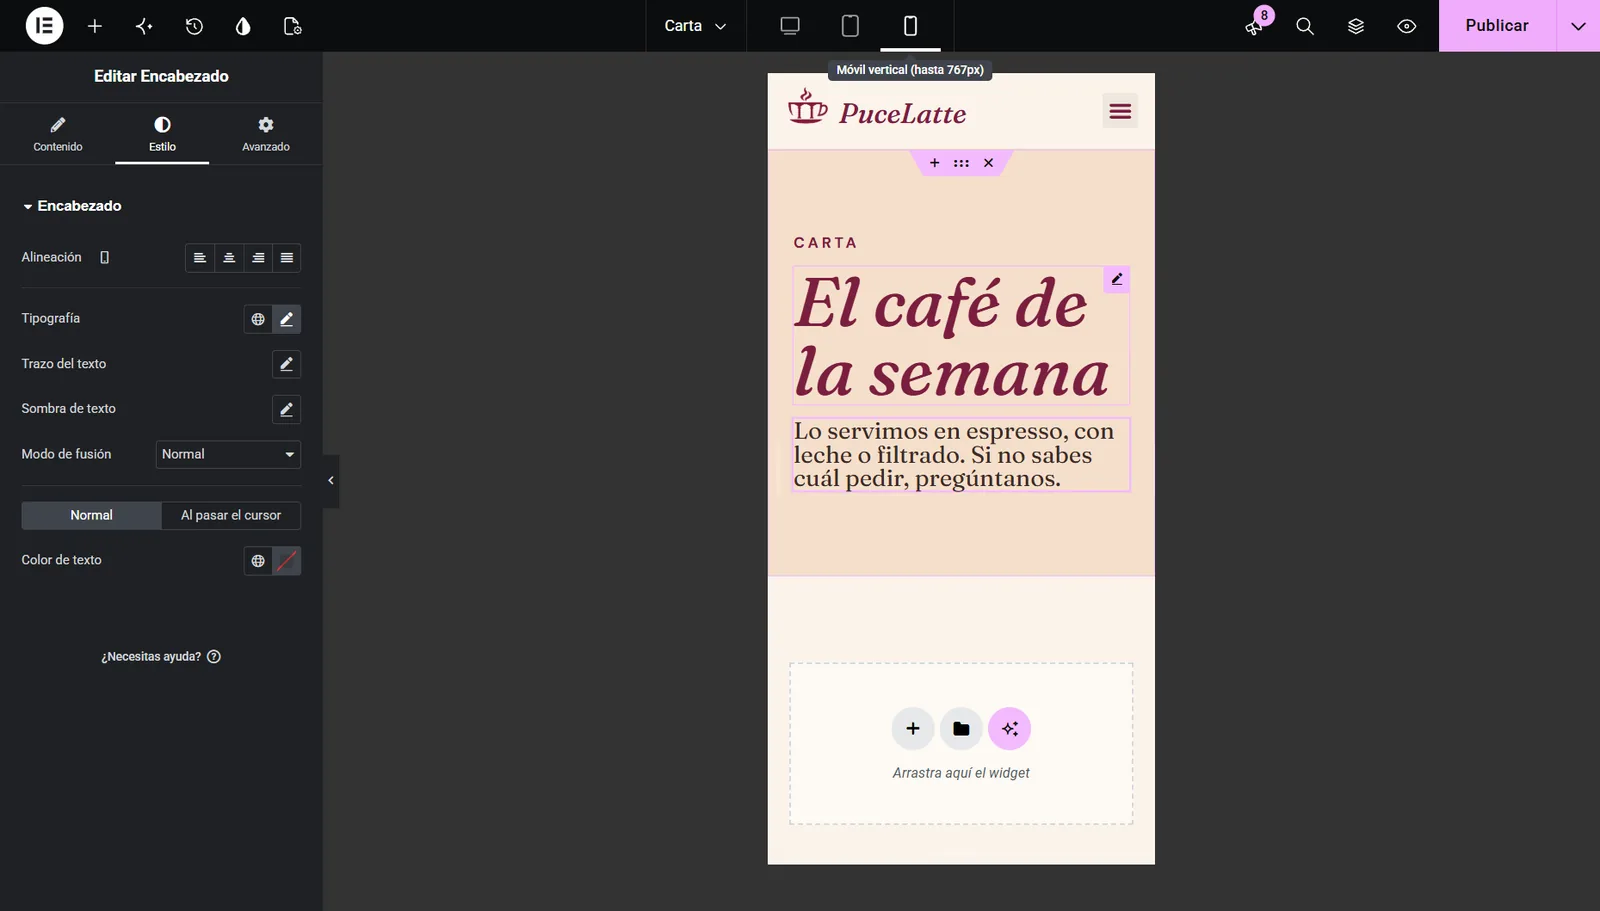 Carta
8
Publicar
Editar Encabezado
Móvil vertical (hasta 767px)
Contenido
Estilo
Avanzado
PuceLatte
Encabezado
CARTA
Alineación
El café de
la semana
Tipografía
Trazo del texto
Sombra de texto
Lo servimos en espresso, con
leche o filtrado. Si no sabes
cuál pedir, pregúntanos.
Modo de fusión
Normal
Normal
Al pasar el cursor
Color de texto
¿Necesitas ayuda?
Arrastra aquí el widget